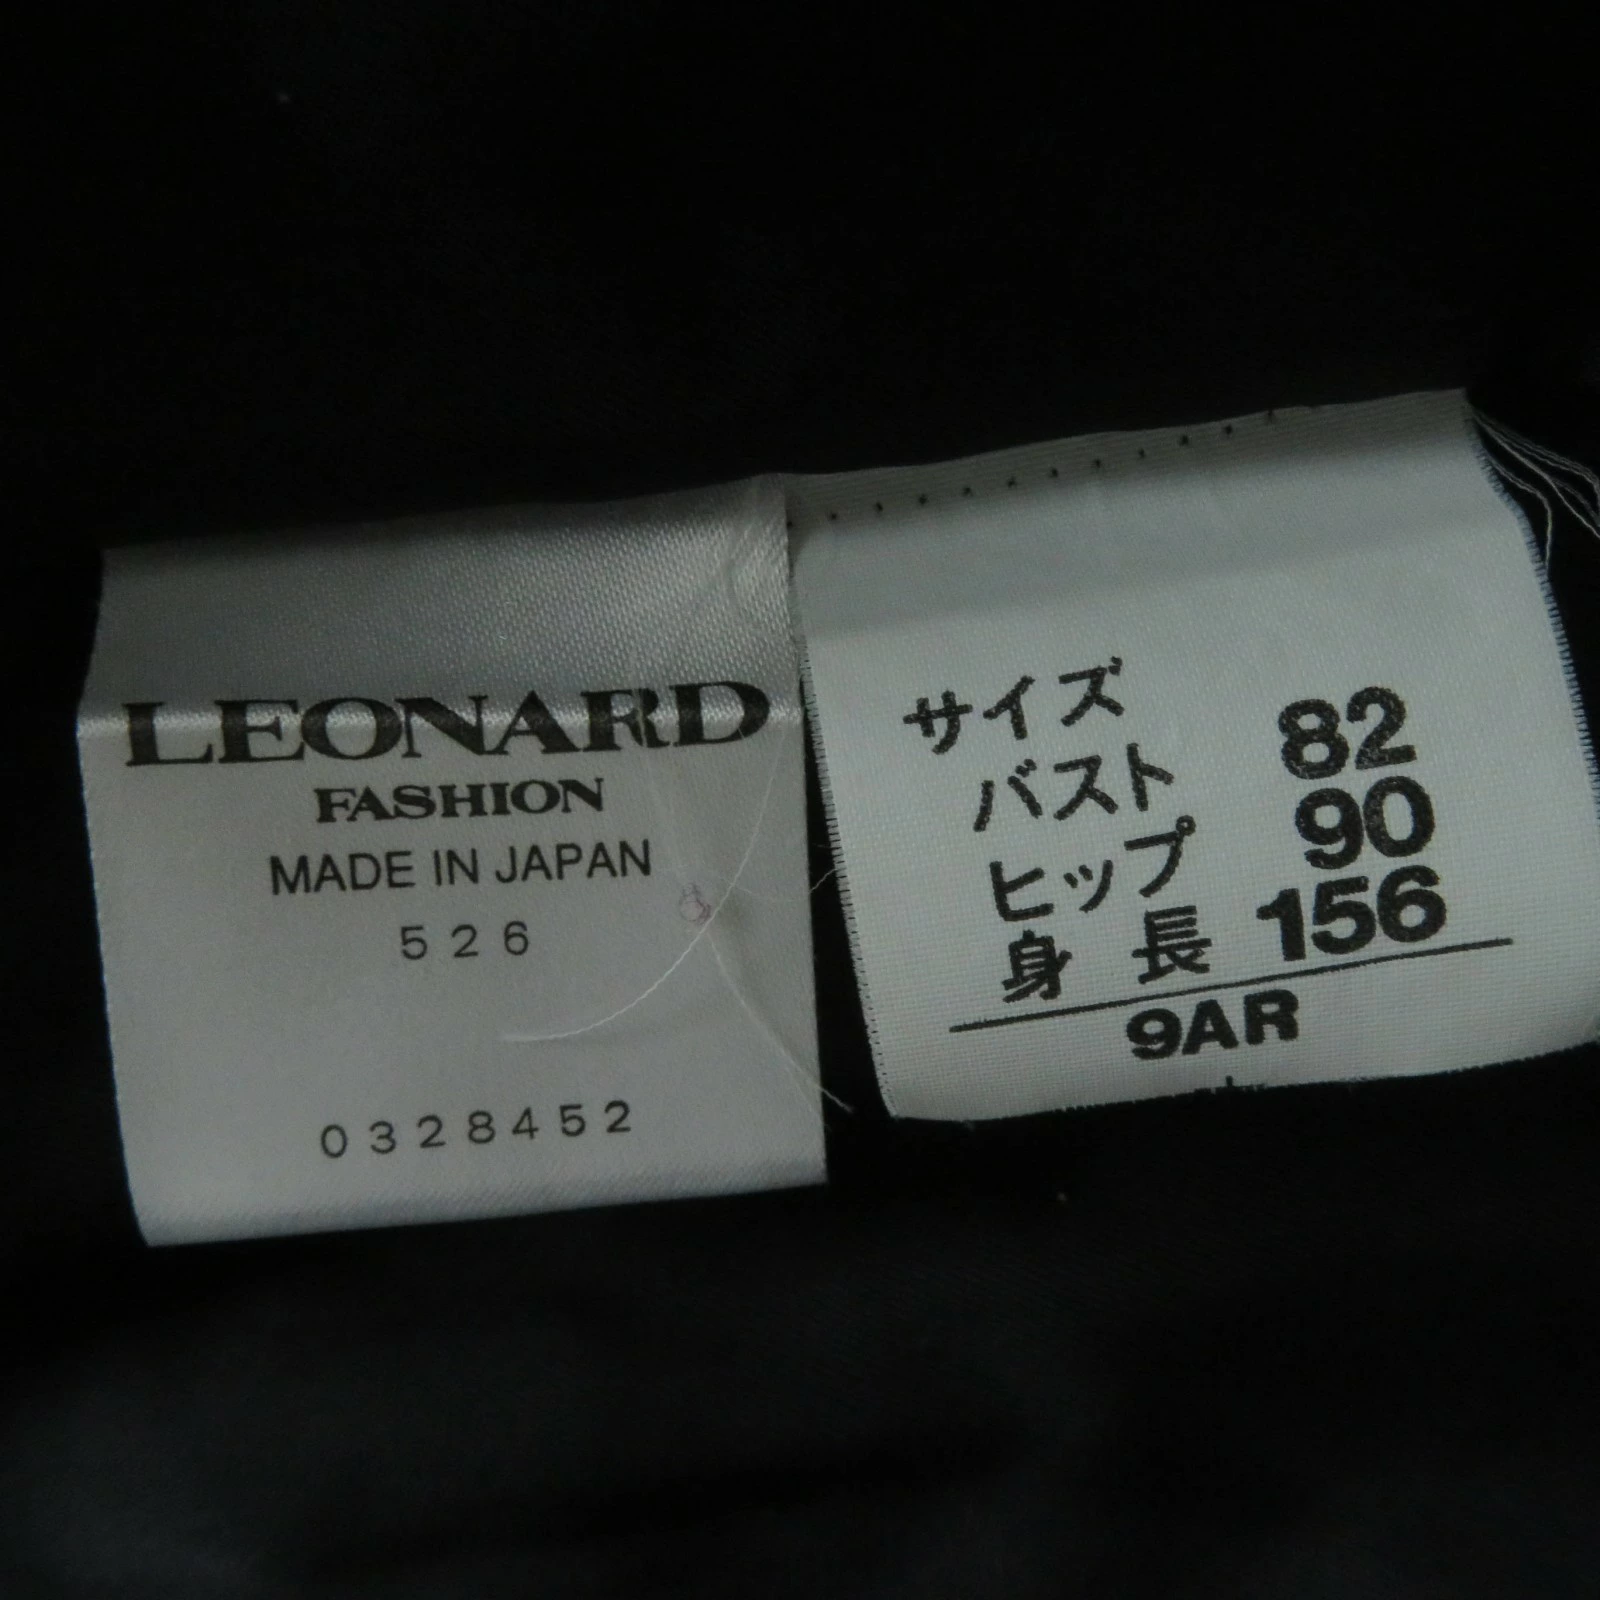 LEONARD
FASHION
MADE IN JAPAN
526
0328452
サイズ
バスト 82
ヒップ 90
身長 156
9AR